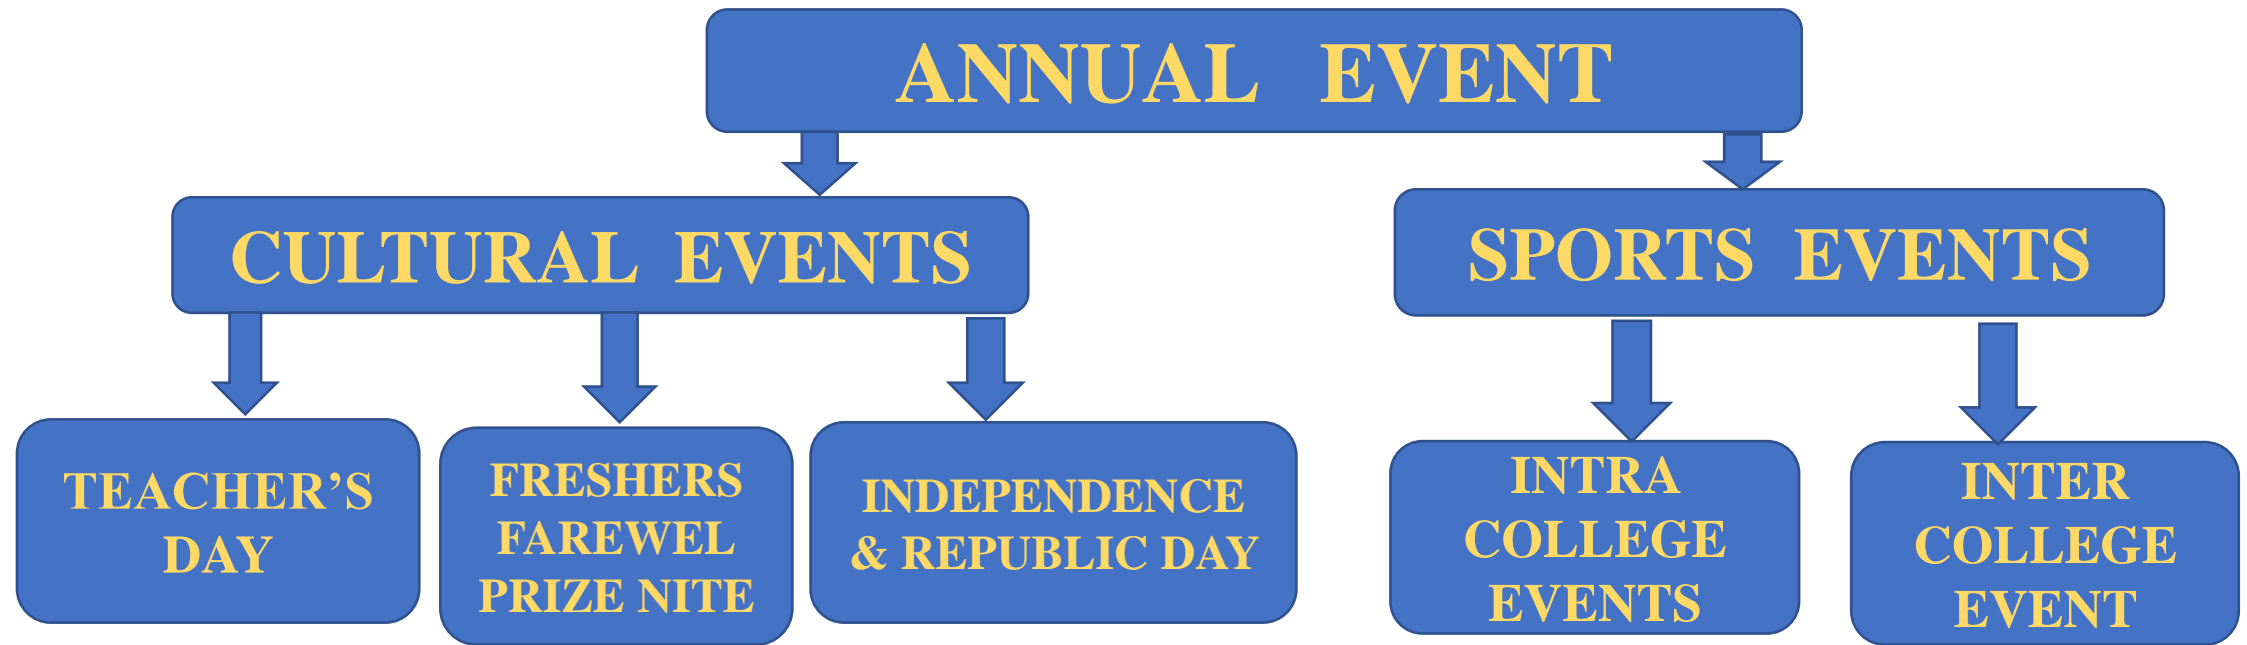 ANNUAL EVENT
CULTURAL EVENTS
SPORTS EVENTS
TEACHER’S
DAY
FRESHERS
FAREWEL
PRIZE NITE
INDEPENDENCE
& REPUBLIC DAY
INTRA
COLLEGE
EVENTS
INTER
COLLEGE
EVENT